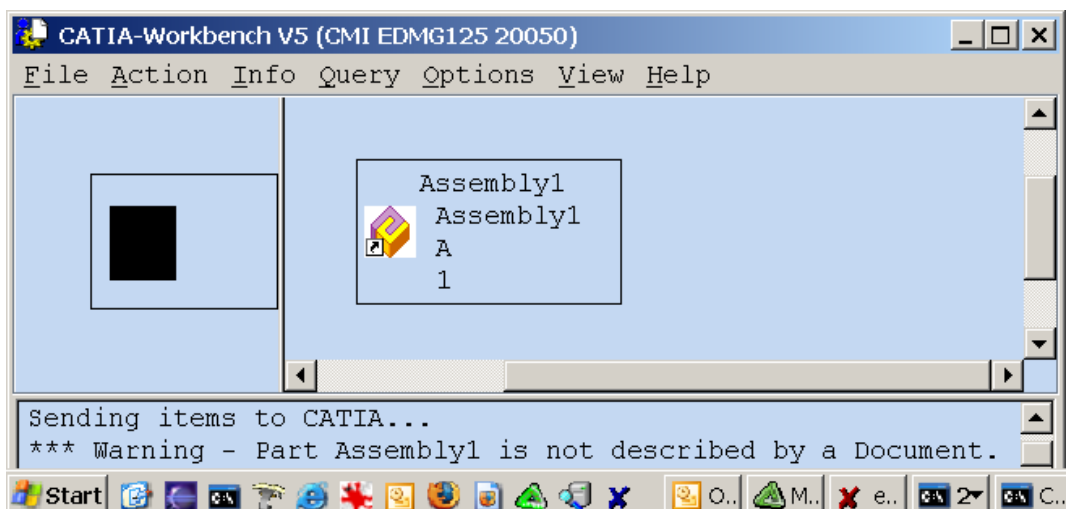 CATIA-Workbench V5 (CMI EDMG125 20050)
File Action Info Query Options View Help
Assembly1
Assembly1
A
1
Sending items to CATIA...
*** Warning - Part Assembly1 is not described by a Document.
Start O.. M.. e.. 2 C..